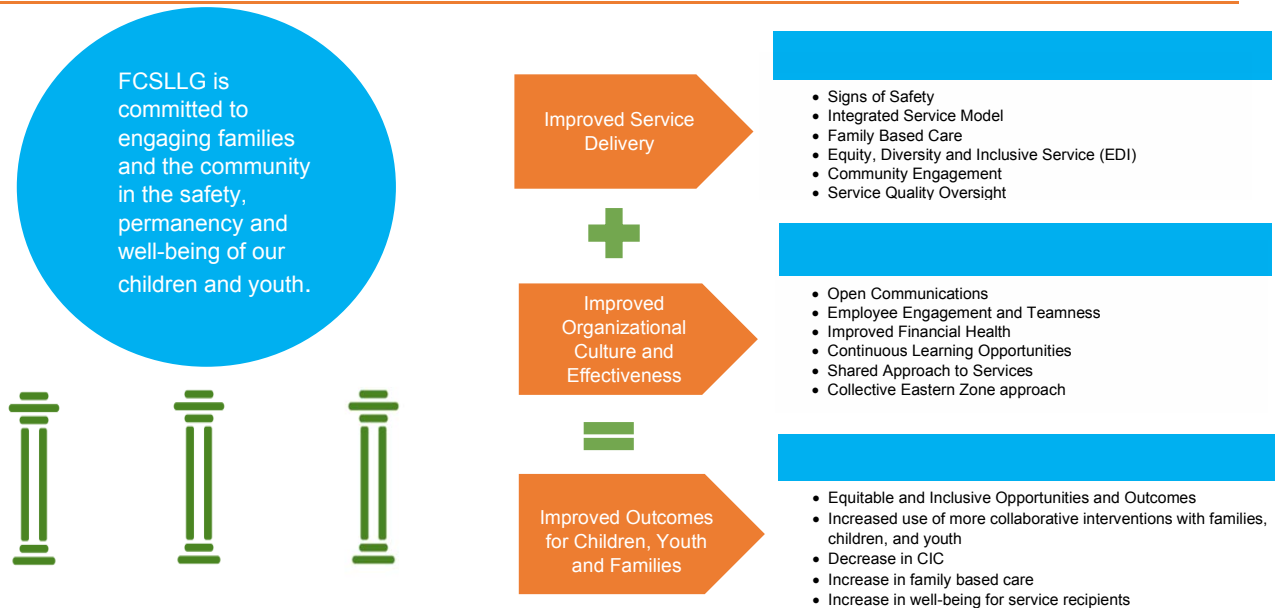 FCSLLG is
committed to
engaging families
and the community
in the safety,
permanency and
well-being of our
children and youth.
Improved Service
Delivery
• Signs of Safety
• Integrated Service Model
• Family Based Care
• Equity, Diversity and Inclusive Service (EDI)
• Community Engagement
• Service Quality Oversight
Improved
Organizational
Culture and
Effectiveness
• Open Communications
• Employee Engagement and Teamness
• Improved Financial Health
• Continuous Learning Opportunities
• Shared Approach to Services
• Collective Eastern Zone approach
Improved Outcomes
for Children, Youth
and Families
• Equitable and Inclusive Opportunities and Outcomes
• Increased use of more collaborative interventions with families,
children, and youth
• Decrease in CIC
• Increase in family based care
• Increase in well-being for service recipients